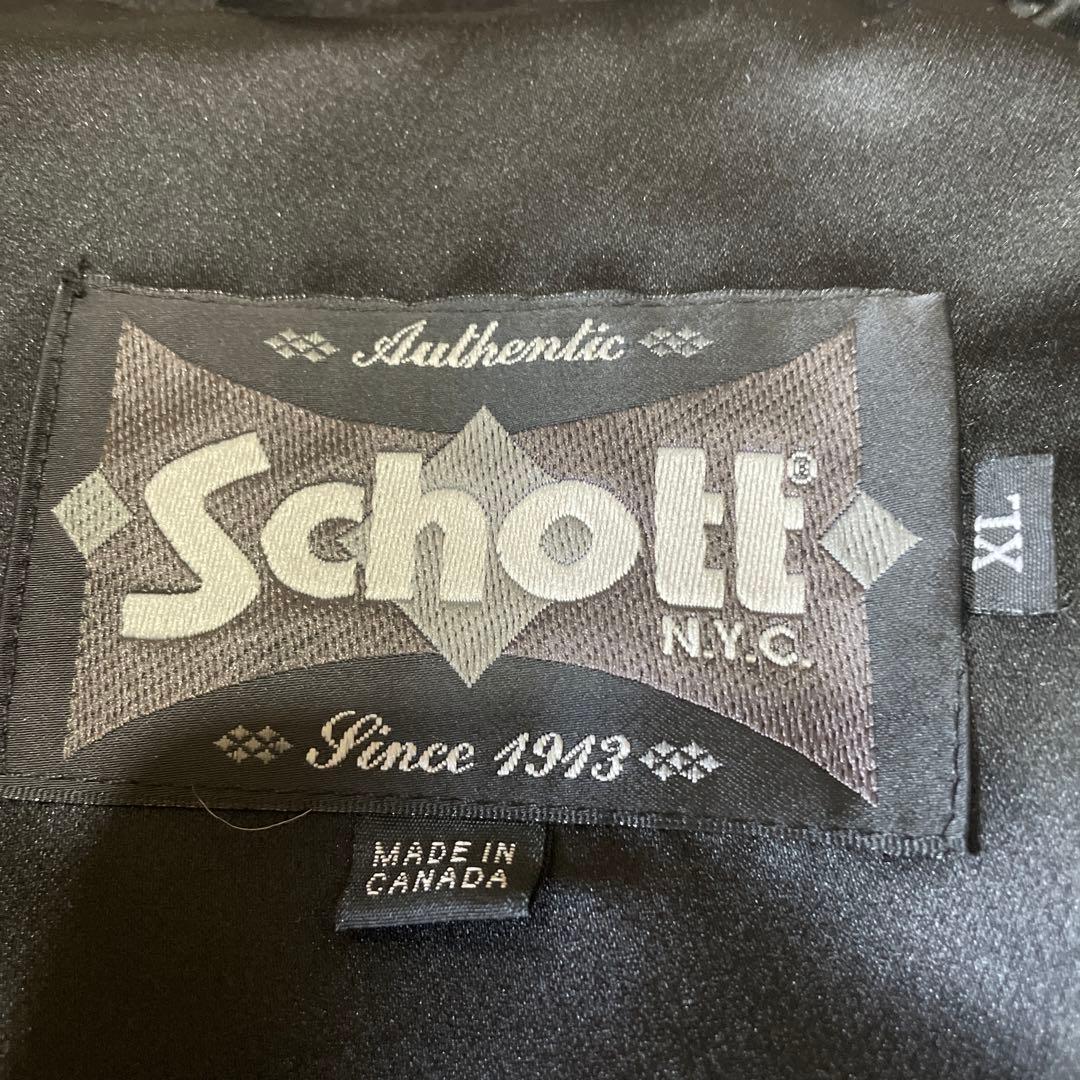 Authentic
Schott®
N.Y.C.
Since 1913
XL
MADE IN
CANADA